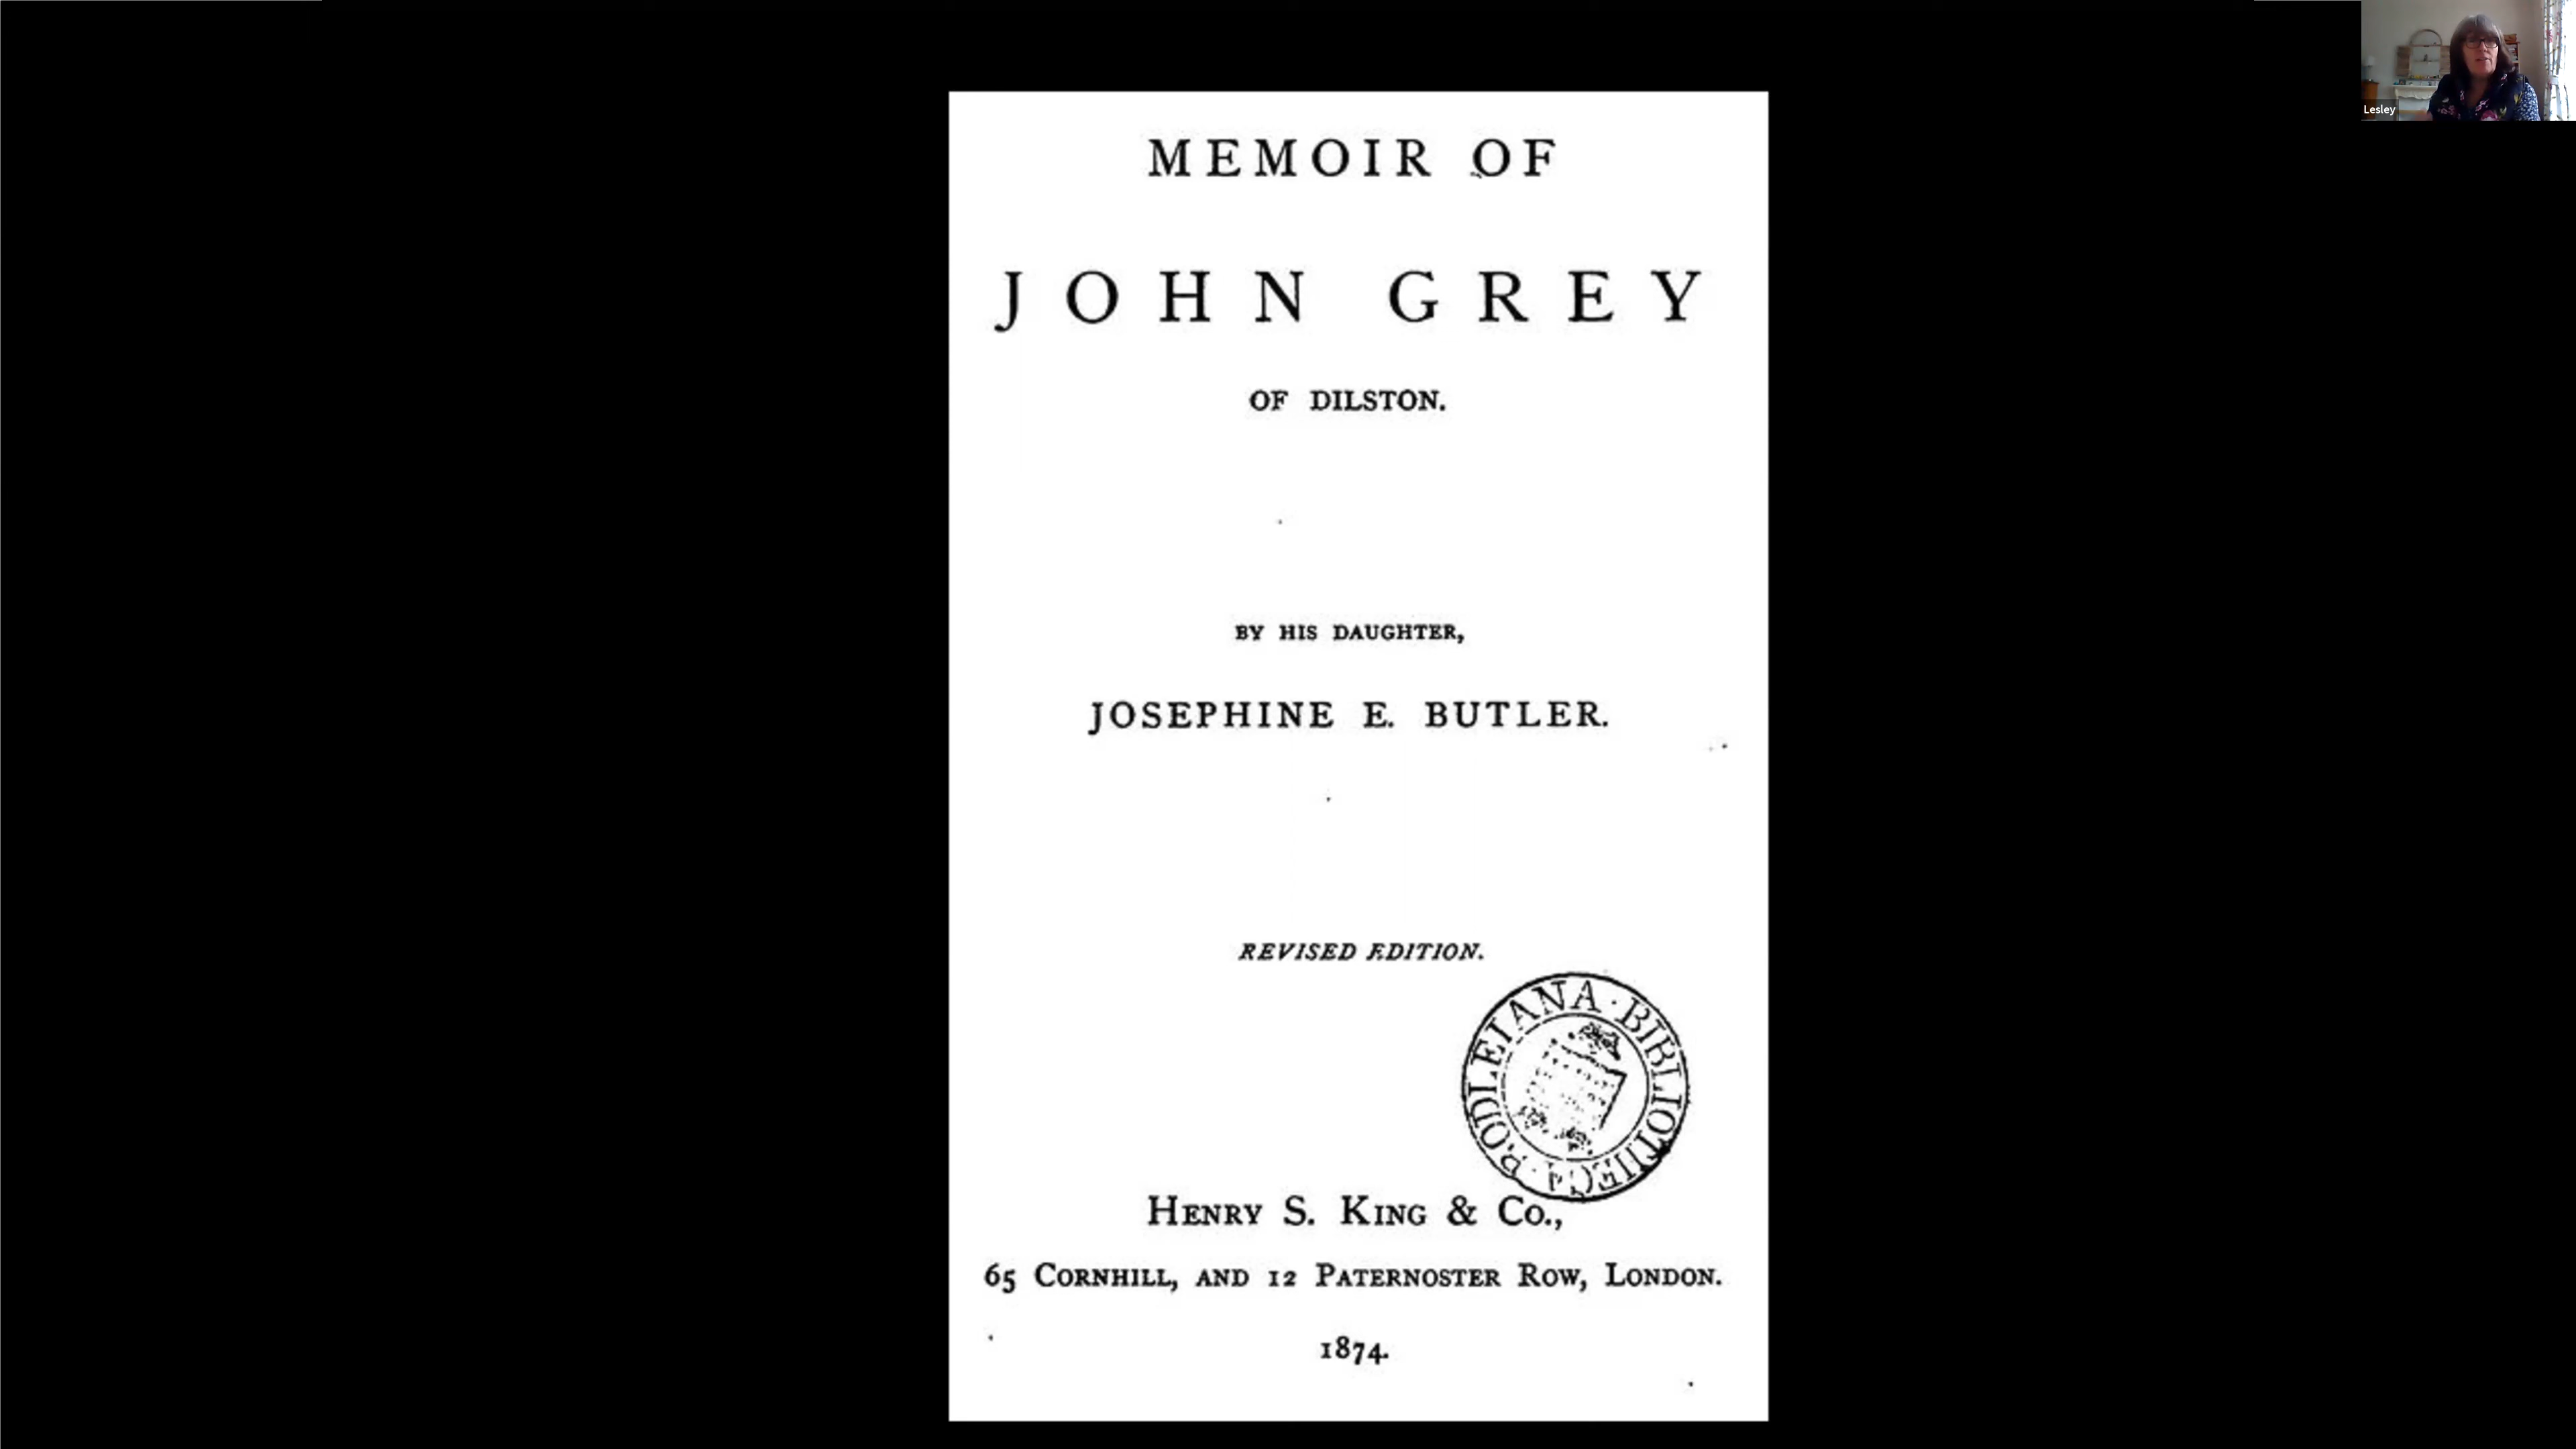 MEMOIR OF
JOHN GREY
OF DILSTON.
BY HIS DAUGHTER,
JOSEPHINE E. BUTLER.
REVISED EDITION.
BODLEIANA · BIBLIOTHECA ·
HENRY S. KING & CO.,
65 CORNHILL, AND 12 PATERNOSTER ROW, LONDON.
1874.
Lesley